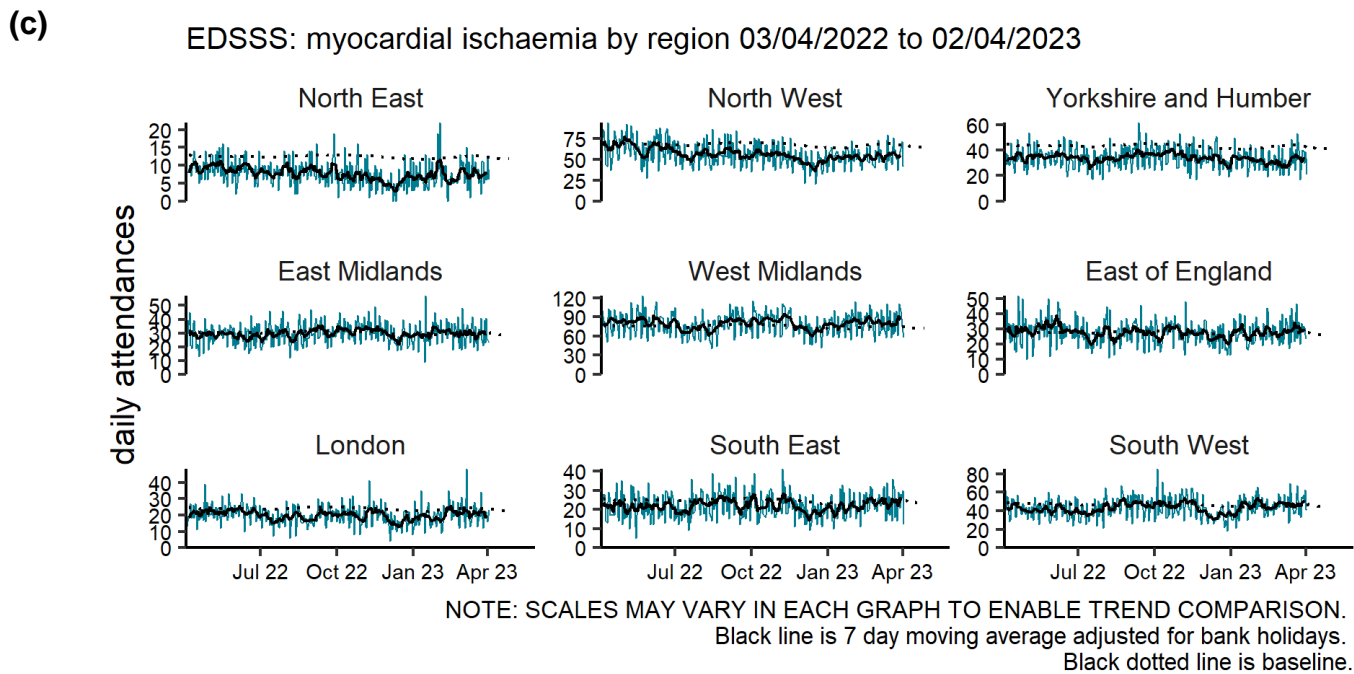 (c)
EDSSS: myocardial ischaemia by region 03/04/2022 to 02/04/2023
daily attendances
North East
20
15
10
5
0
North West
75
50
25
0
Yorkshire and Humber
60
40
20
0
East Midlands
50
40
30
20
10
0
West Midlands
120
90
60
30
0
East of England
50
40
30
20
10
0
London
40
30
20
10
0
Jul 22 Oct 22 Jan 23 Apr 23
South East
40
30
20
10
0
Jul 22 Oct 22 Jan 23 Apr 23
South West
80
60
40
20
0
Jul 22 Oct 22 Jan 23 Apr 23
NOTE: SCALES MAY VARY IN EACH GRAPH TO ENABLE TREND COMPARISON.
Black line is 7 day moving average adjusted for bank holidays.
Black dotted line is baseline.